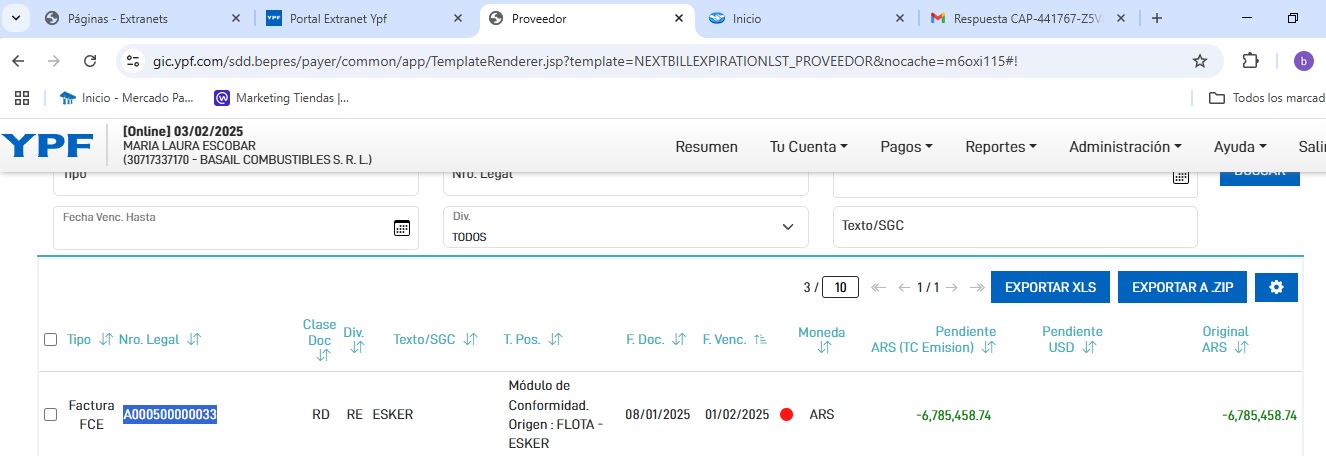 Páginas - Extranets
YPF Portal Extranet Ypf
Proveedor
Inicio
Respuesta CAP-441767-Z5V
gic.ypf.com/sdd.bepres/payer/common/app/TemplateRenderer.jsp?template=NEXTBILLEXPIRATIONLST_PROVEEDOR&nocache=m6oxi115#!
b
Inicio - Mercado Pa...
Marketing Tiendas |...
Todos los marcad
YPF
[Online] 03/02/2025
MARIA LAURA ESCOBAR
(30717337170 - BASAIL COMBUSTIBLES S. R. L.)
Resumen
Tu Cuenta
Pagos
Reportes
Administración
Ayuda
Sali
Tipo
Nro. Legal
BUSCAR
Fecha Venc. Hasta
Div.
TODOS
Texto/SGC
3 / 10
1 / 1
EXPORTAR XLS
EXPORTAR A .ZIP
Tipo
Nro. Legal
Clase
Doc
Div.
Texto/SGC
T. Pos.
F. Doc.
F. Venc.
Moneda
Pendiente
ARS (TC Emision)
Pendiente
USD
Original
ARS
Factura
FCE
A000500000033
RD
RE
ESKER
Módulo de
Conformidad.
Origen : FLOTA -
ESKER
08/01/2025
01/02/2025
ARS
-6,785,458.74
-6,785,458.74